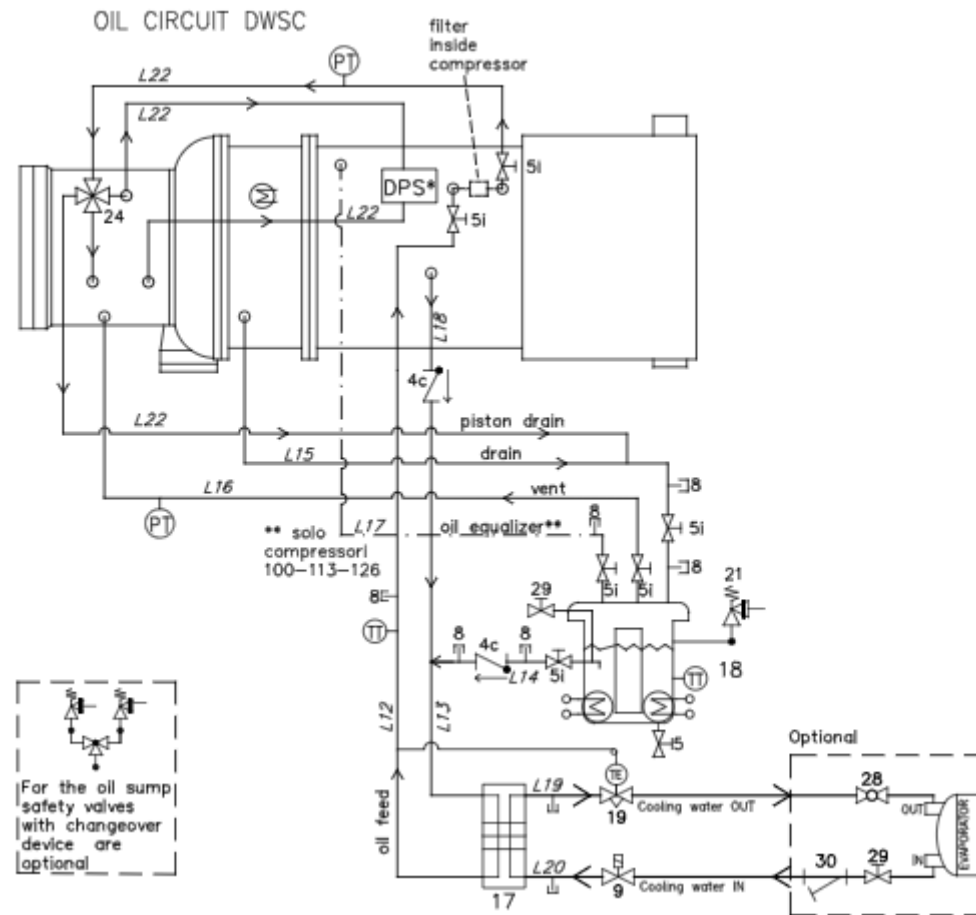 OIL CIRCUIT DWSC
filter
inside
compressor
PT
L22
L22
5i
DPS*
24
L22
5i
L18
4c
L22
piston drain
L15
drain
L16
vent
8
PT
** solo
compressori
100-113-126
L17
oil equalizer**
8
5i
8
21
5i
5i
29
8
TT
8
4c
8
5i
L14
TT
18
L12
L13
5
For the oil sump
safety valves
with changeover
device are
optional
Optional
TE
L19
28
OUT
19
Cooling water OUT
EVAPORATOR
oil feed
IN
L20
30
29
9
Cooling water IN
17